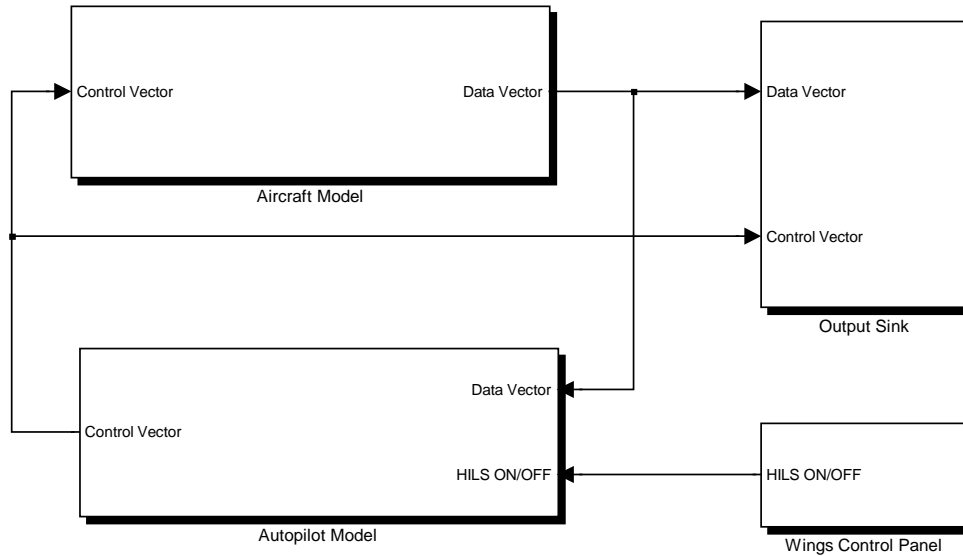 Control Vector
Data Vector
Data Vector
Aircraft Model
Control Vector
Output Sink
Data Vector
Control Vector
HILS ON/OFF
HILS ON/OFF
Autopilot Model
Wings Control Panel